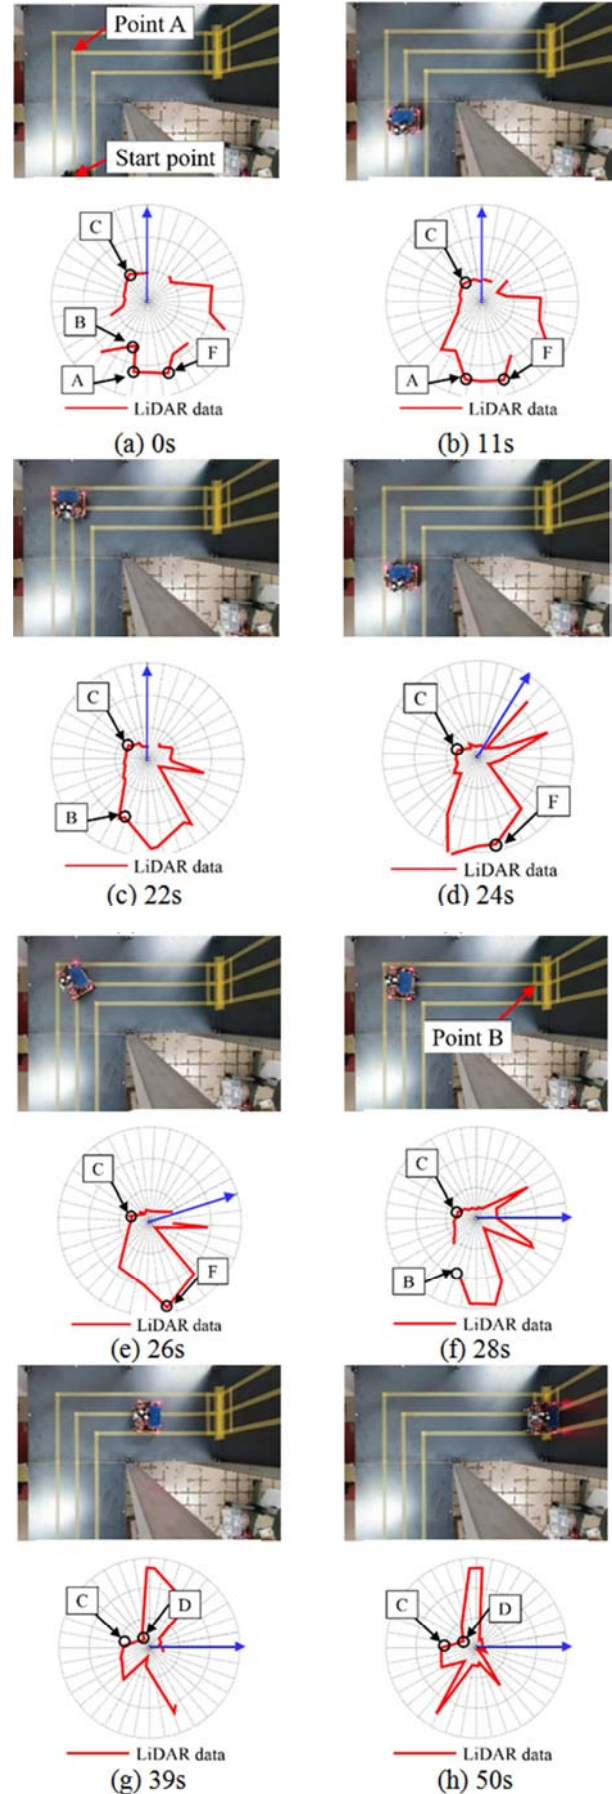 Point A
Start point
C
B
A
F
LiDAR data
(a) 0s
C
A
F
LiDAR data
(b) 11s
C
B
LiDAR data
(c) 22s
C
F
LiDAR data
(d) 24s
C
F
LiDAR data
(e) 26s
Point B
C
B
LiDAR data
(f) 28s
C
D
LiDAR data
(g) 39s
C
D
LiDAR data
(h) 50s